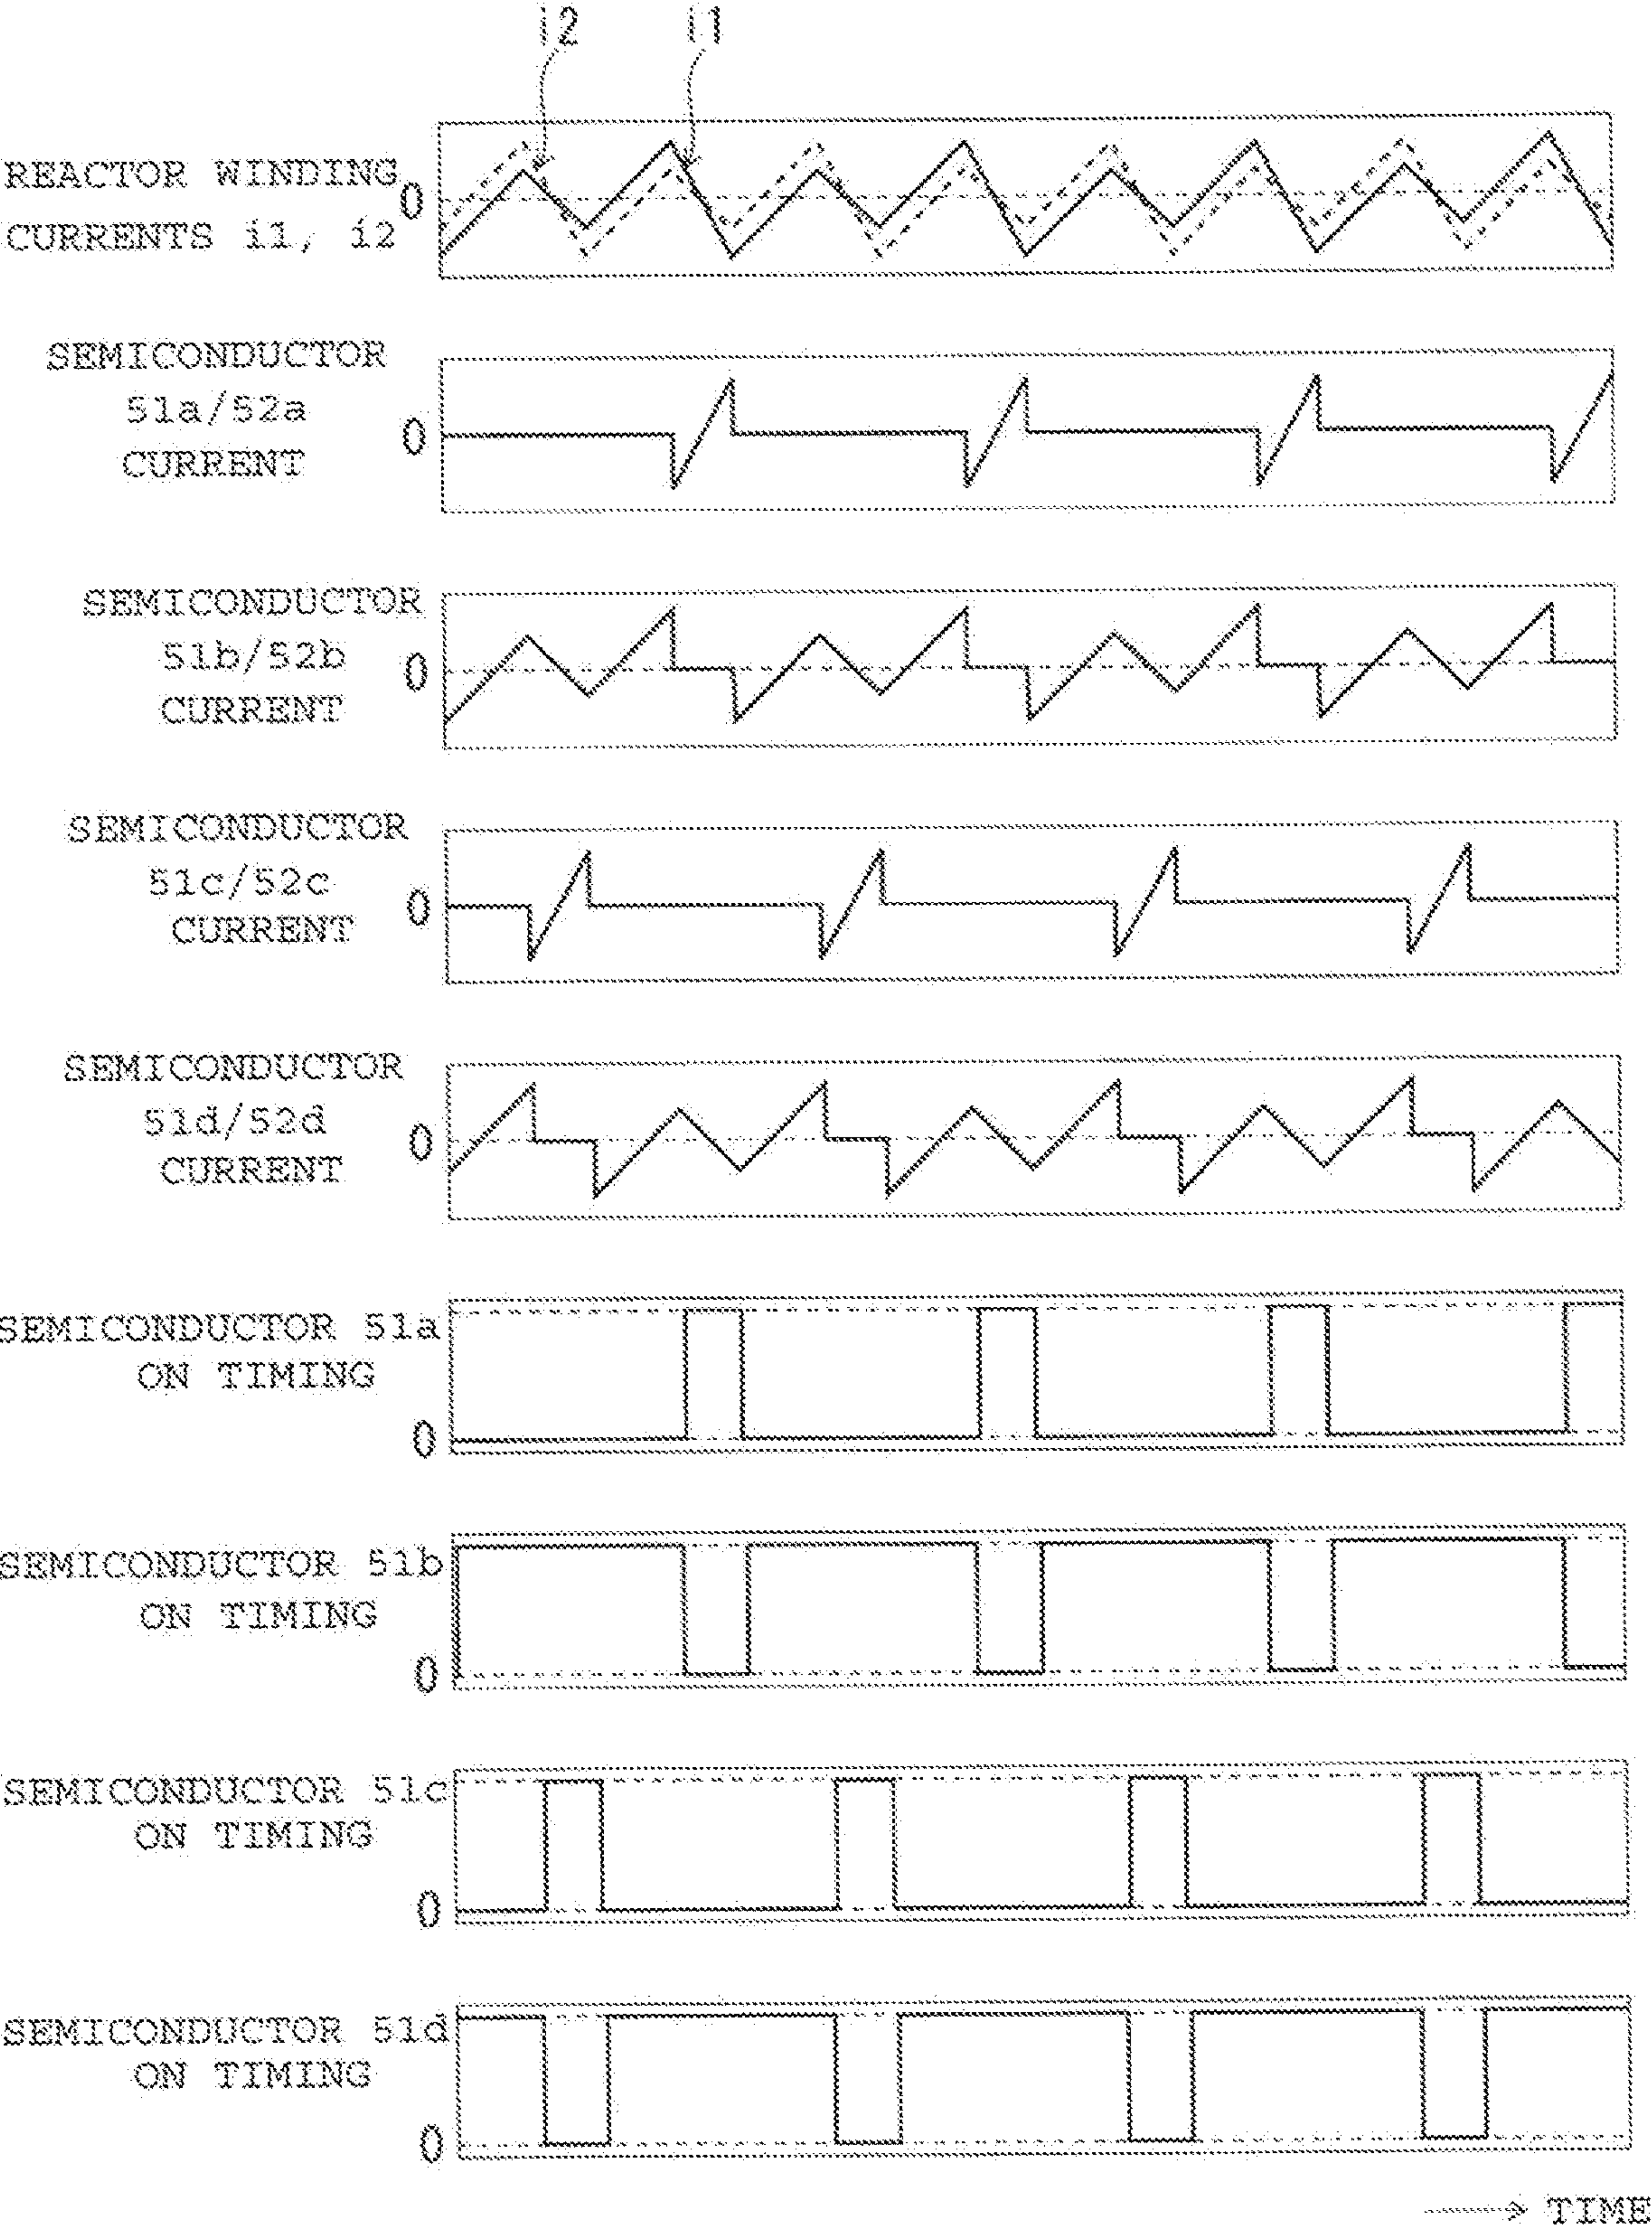 i2 i1
REACTOR WINDING
0
CURRENTS i1, i2
SEMICONDUCTOR
51a/52a
0
CURRENT
SEMICONDUCTOR
51b/52b
0
CURRENT
SEMICONDUCTOR
51c/52c
0
CURRENT
SEMICONDUCTOR
51d/52d
0
CURRENT
SEMICONDUCTOR 51a
ON TIMING
0
SEMICONDUCTOR 51b
ON TIMING
0
SEMICONDUCTOR 51c
ON TIMING
0
SEMICONDUCTOR 51d
ON TIMING
0
TIME